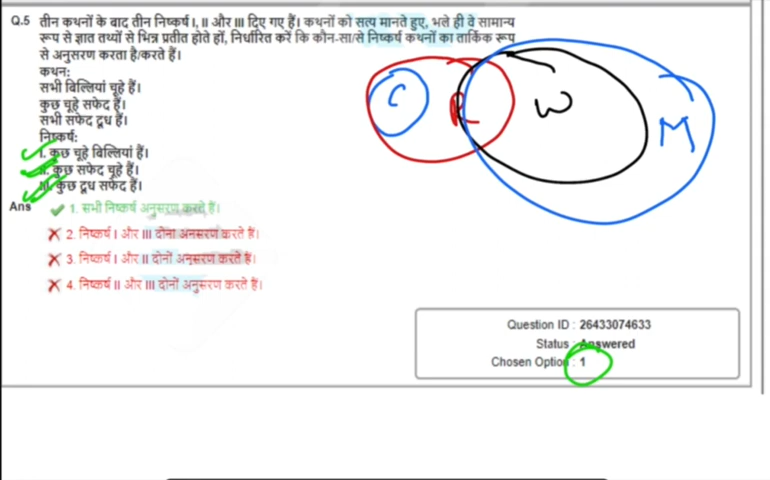 Q.5 तीन कथनों के बाद तीन निष्कर्ष I, II और III दिए गए हैं। कथनों को सत्य मानते हुए, भले ही वे सामान्य
रूप से ज्ञात तथ्यों से भिन्न प्रतीत होते हों, निर्धारित करें कि कौन-सा/से निष्कर्ष कथनों का तार्किक रूप
से अनुसरण करता है/करते हैं।
कथन:
सभी बिल्लियां चूहे हैं।
कुछ चूहे सफेद हैं।
सभी सफेद दूध हैं।
निष्कर्ष:
I. कुछ चूहे बिल्लियां हैं।
II. कुछ सफेद चूहे हैं।
III. कुछ दूध सफेद हैं।
Ans 1. सभी निष्कर्ष अनुसरण करते हैं।
2. निष्कर्ष I और III दोनों अनुसरण करते हैं।
3. निष्कर्ष I और II दोनों अनुसरण करते हैं।
4. निष्कर्ष II और III दोनों अनुसरण करते हैं।
C R W M
Question ID : 26433074633
Status : Answered
Chosen Option : 1